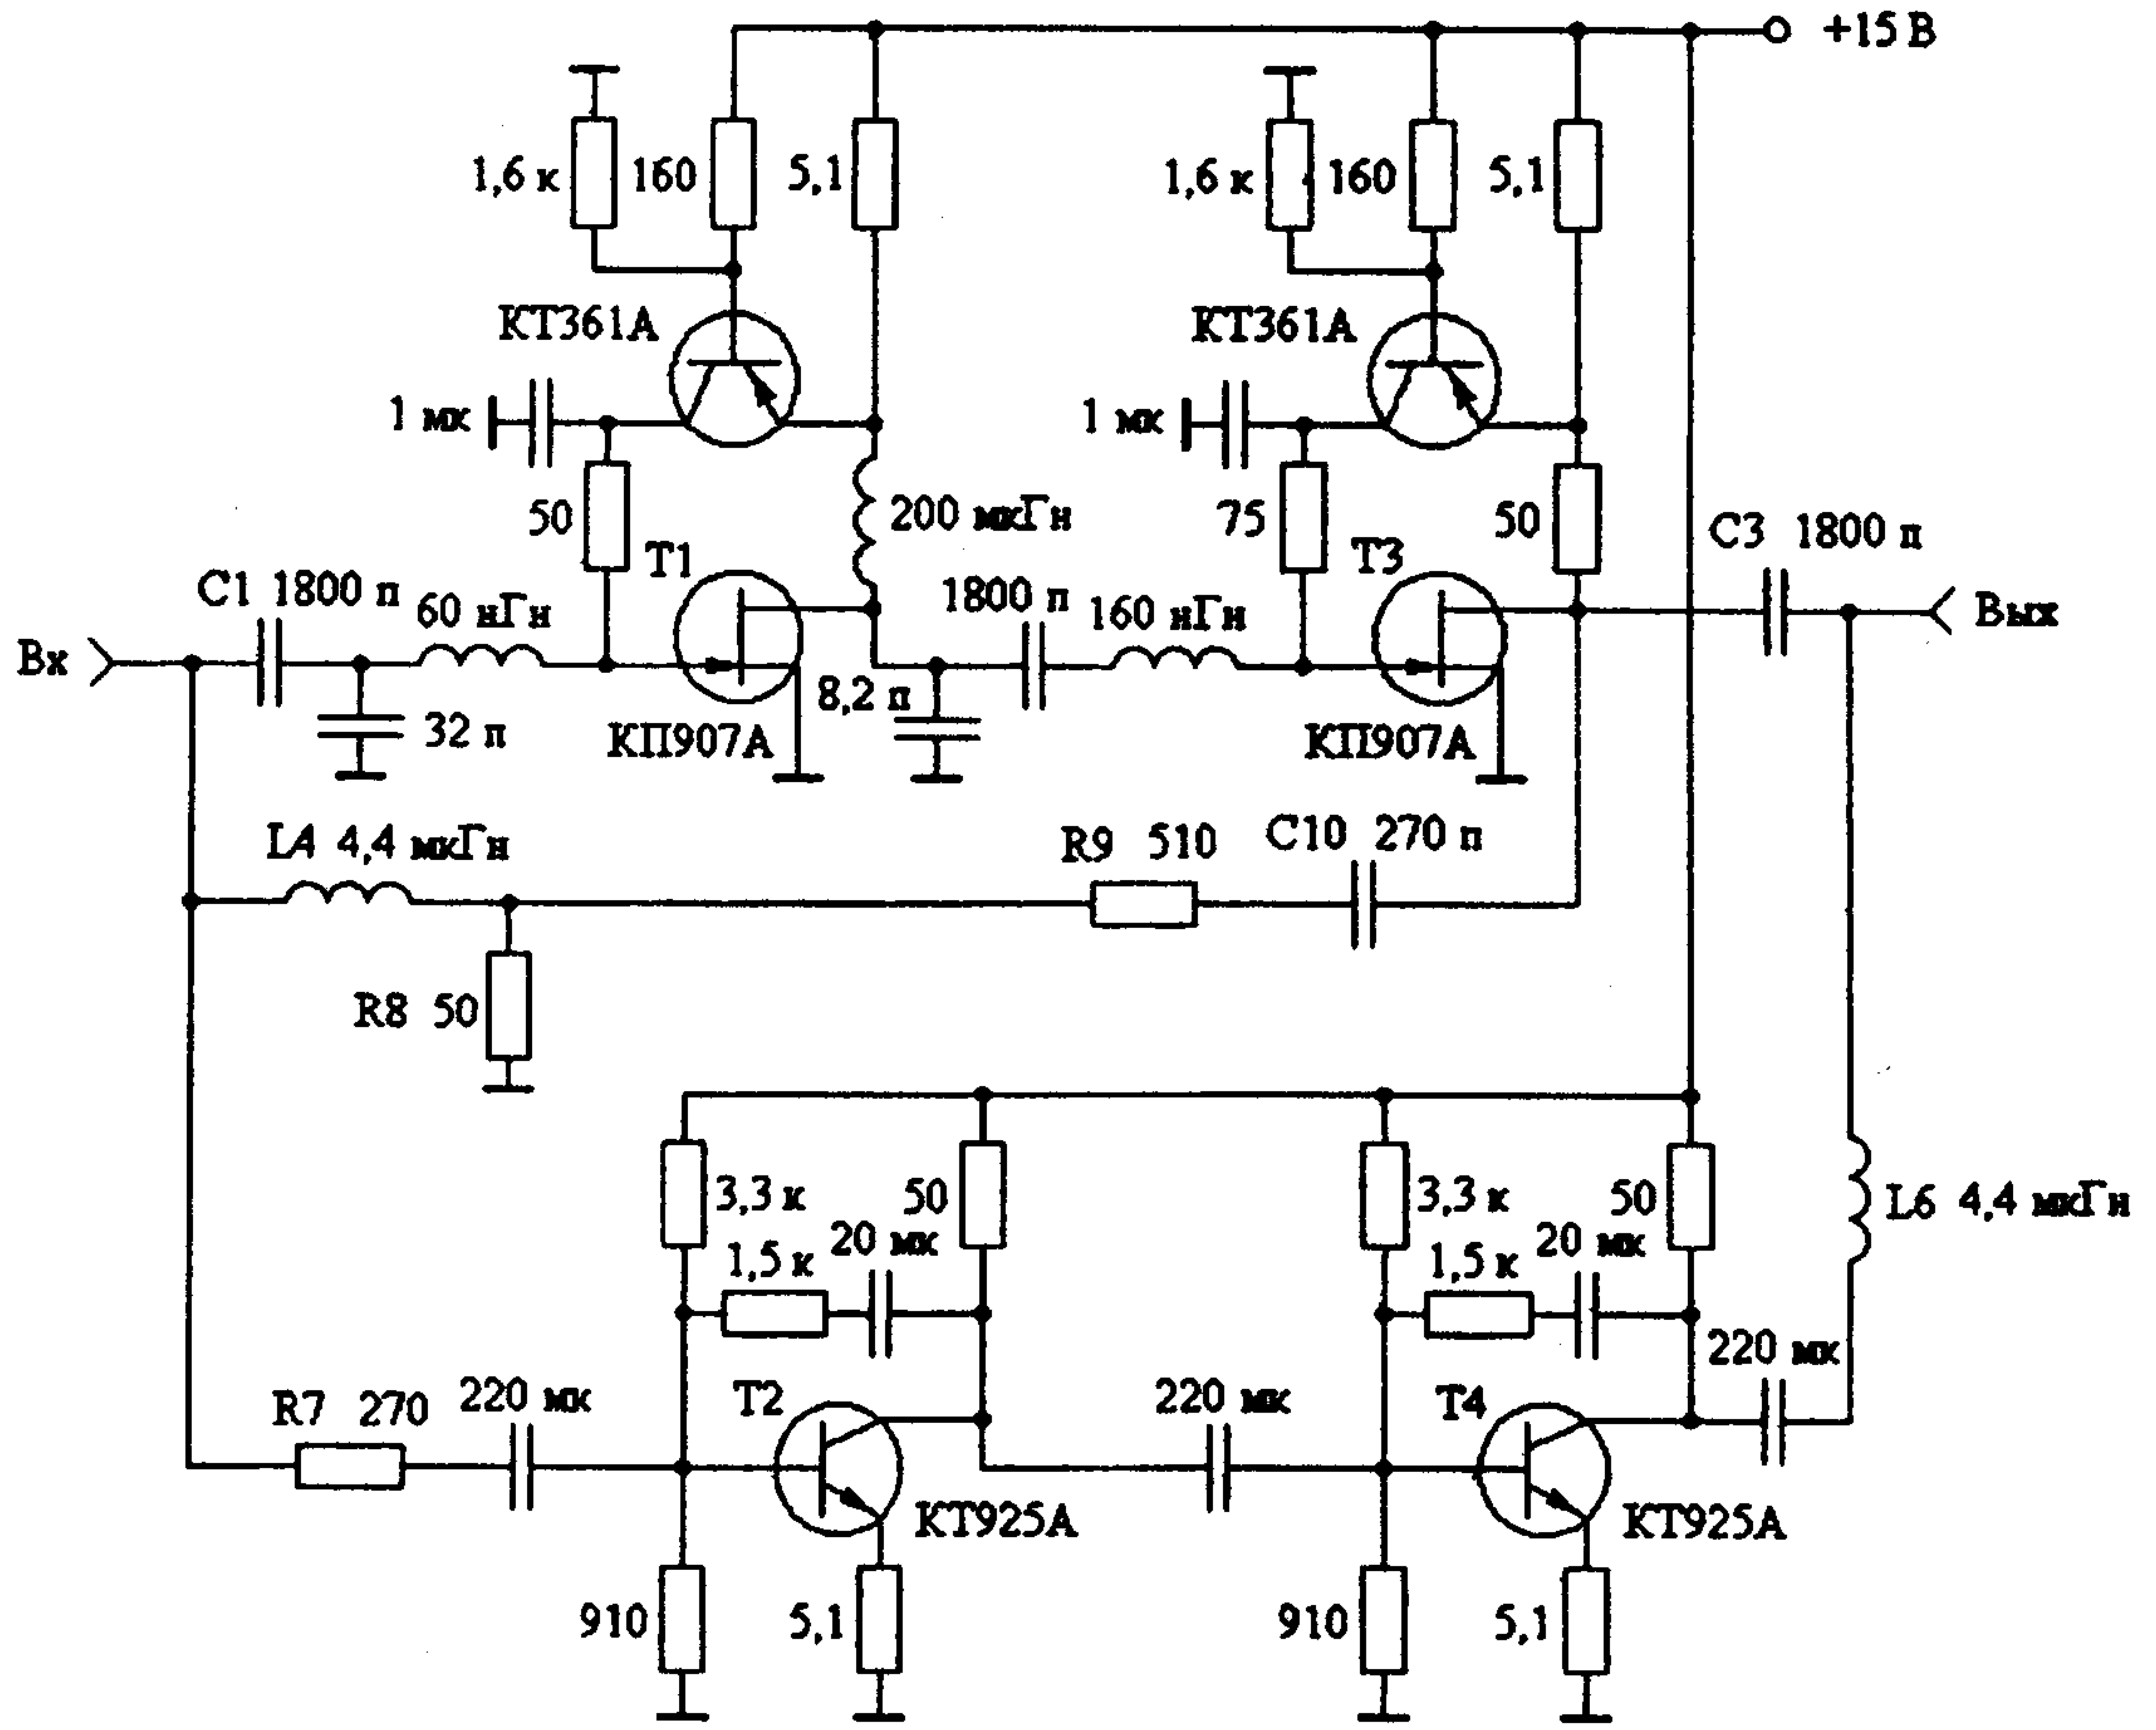 +15 В
1,6 к
160
5,1
1,6 к
160
5,1
КТ361А
КТ361А
1 мк
1 мк
50
200 мкГн
75
50
С3 1800 п
Т1
Т3
С1 1800 п
60 нГн
1800 п
160 нГн
Вх
Вых
32 п
КП907А
8,2 п
КП907А
L4 4,4 мкГн
R9 510
С10 270 п
R8 50
3,3 к
50
3,3 к
50
L6 4,4 мкГн
1,5 к
20 мк
1,5 к
20 мк
220 мк
R7 270
220 мк
Т2
220 мк
Т4
КТ925А
КТ925А
910
5,1
910
5,1